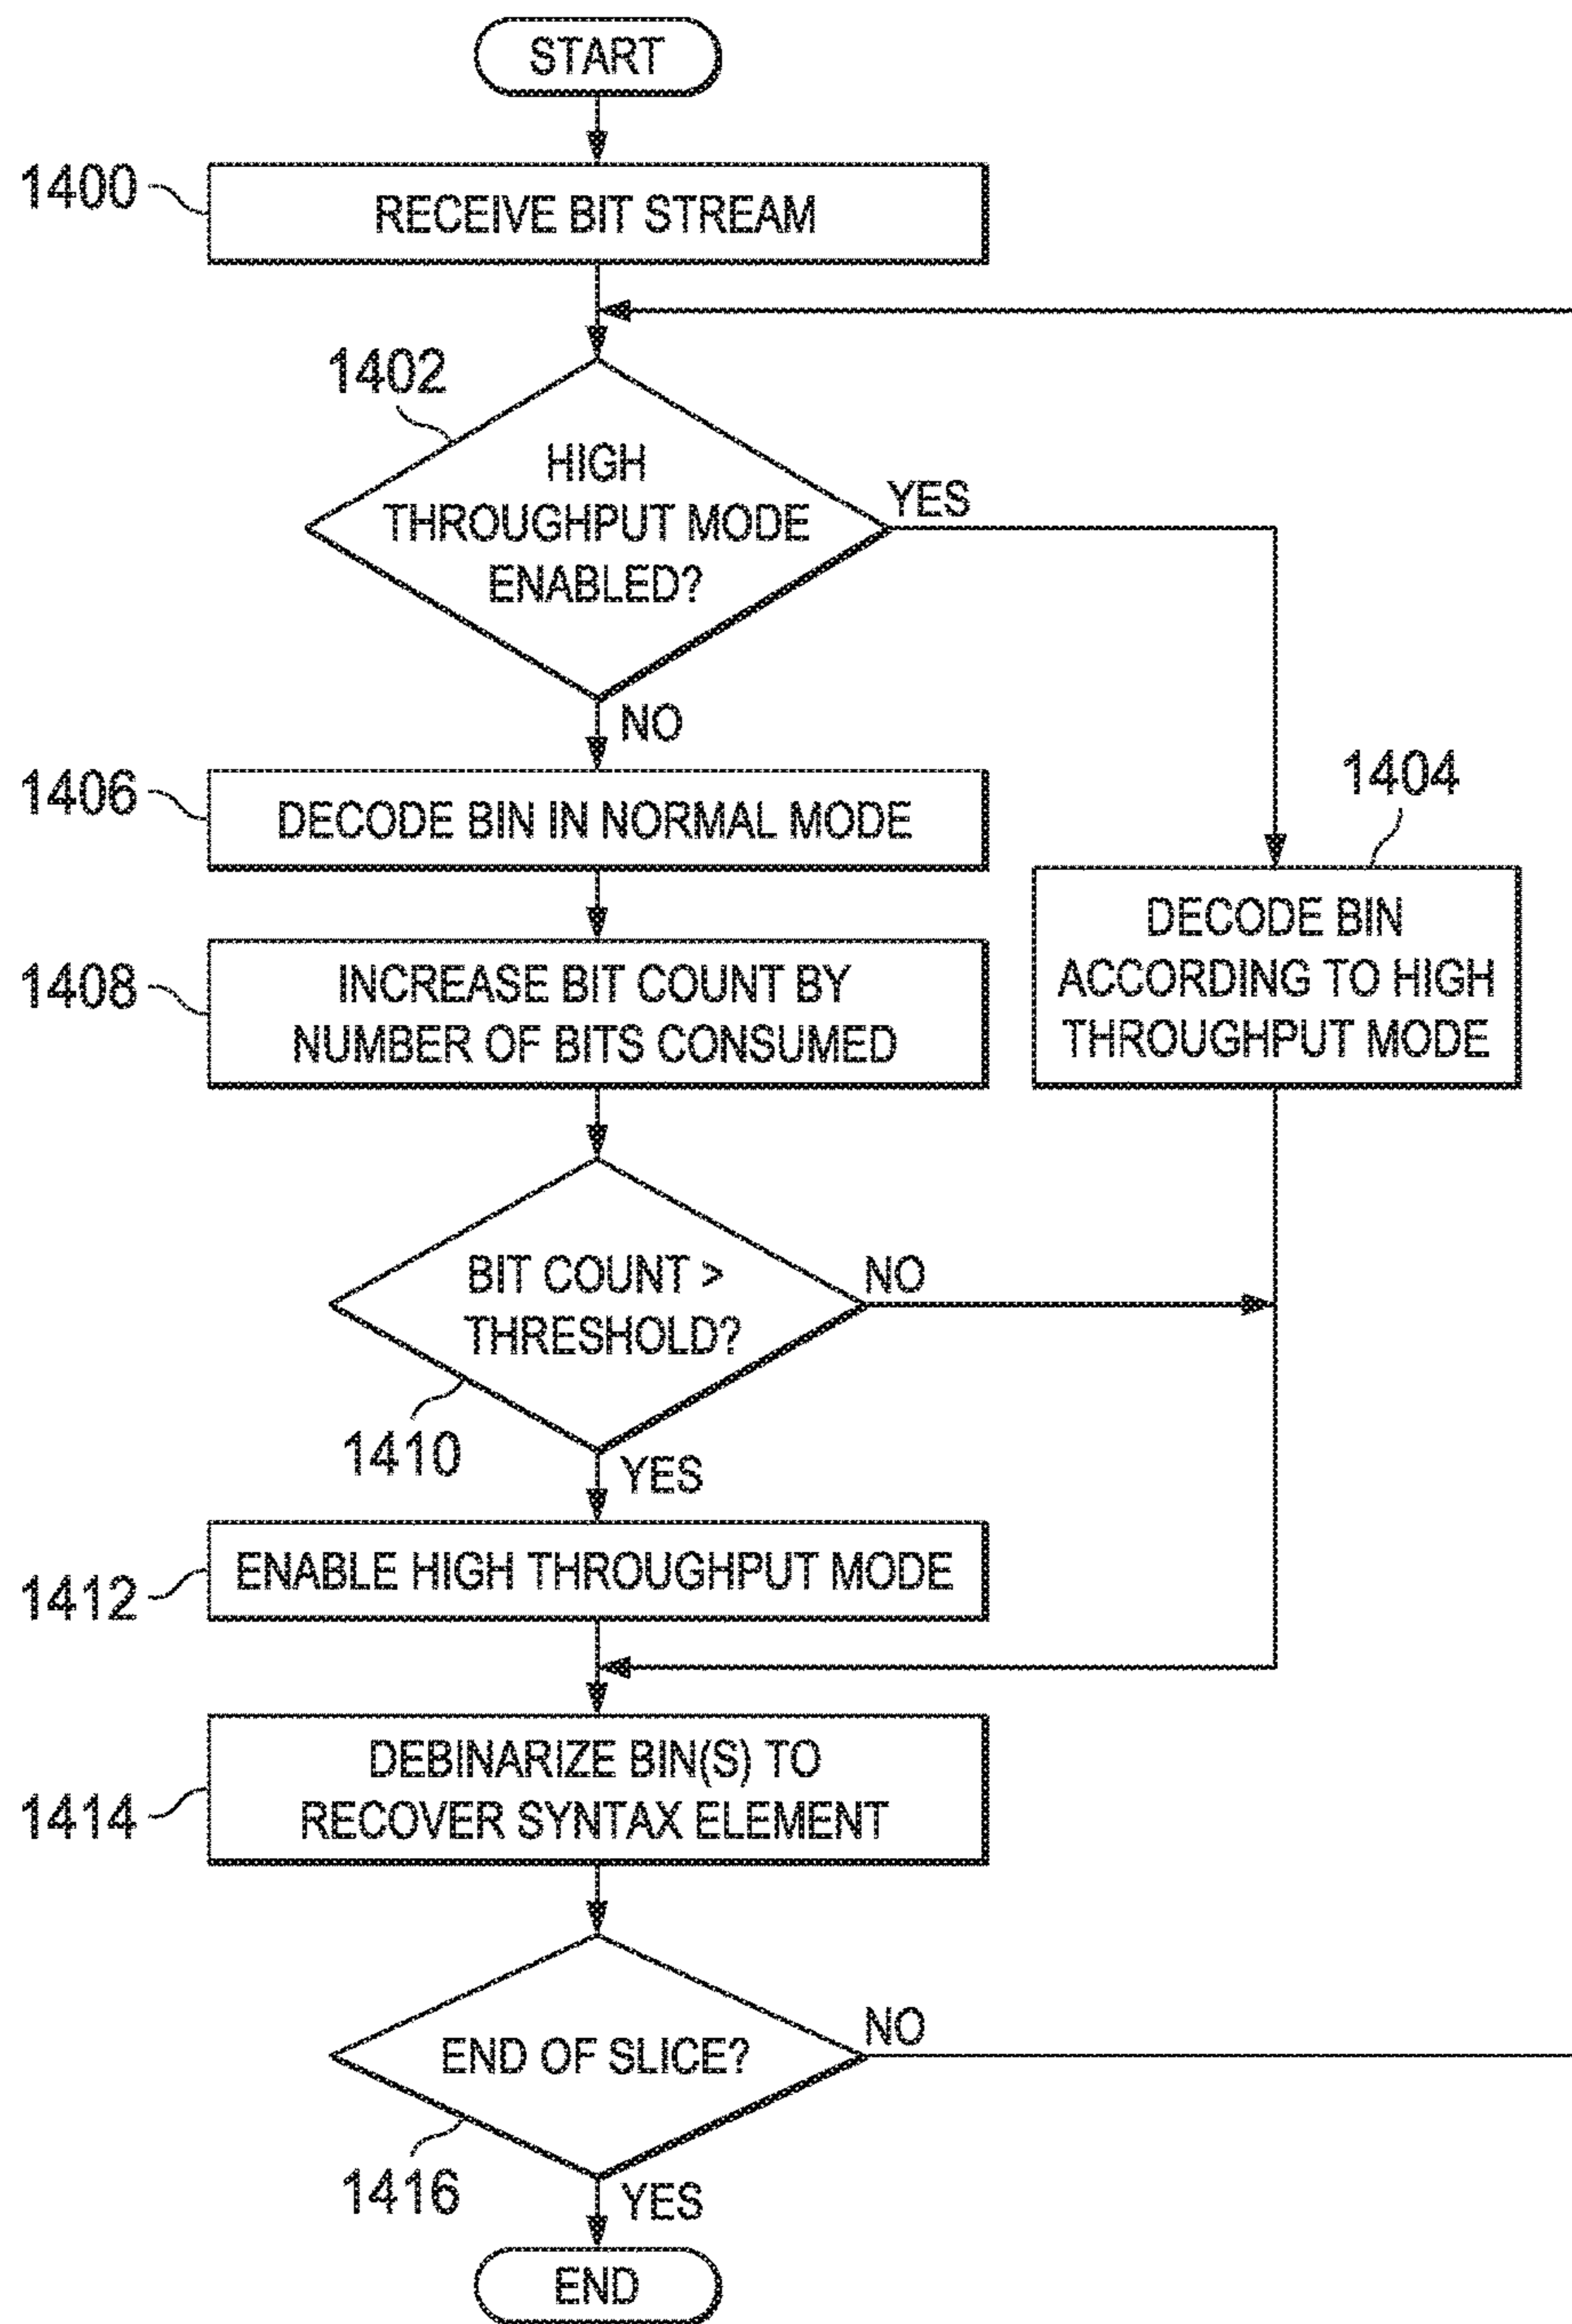 START
1400
RECEIVE BIT STREAM
1402
HIGH
THROUGHPUT MODE
ENABLED?
YES
NO
1406
DECODE BIN IN NORMAL MODE
1404
DECODE BIN
ACCORDING TO HIGH
THROUGHPUT MODE
1408
INCREASE BIT COUNT BY
NUMBER OF BITS CONSUMED
BIT COUNT >
THRESHOLD?
NO
1410
YES
1412
ENABLE HIGH THROUGHPUT MODE
1414
DEBINARIZE BIN(S) TO
RECOVER SYNTAX ELEMENT
END OF SLICE?
NO
1416
YES
END